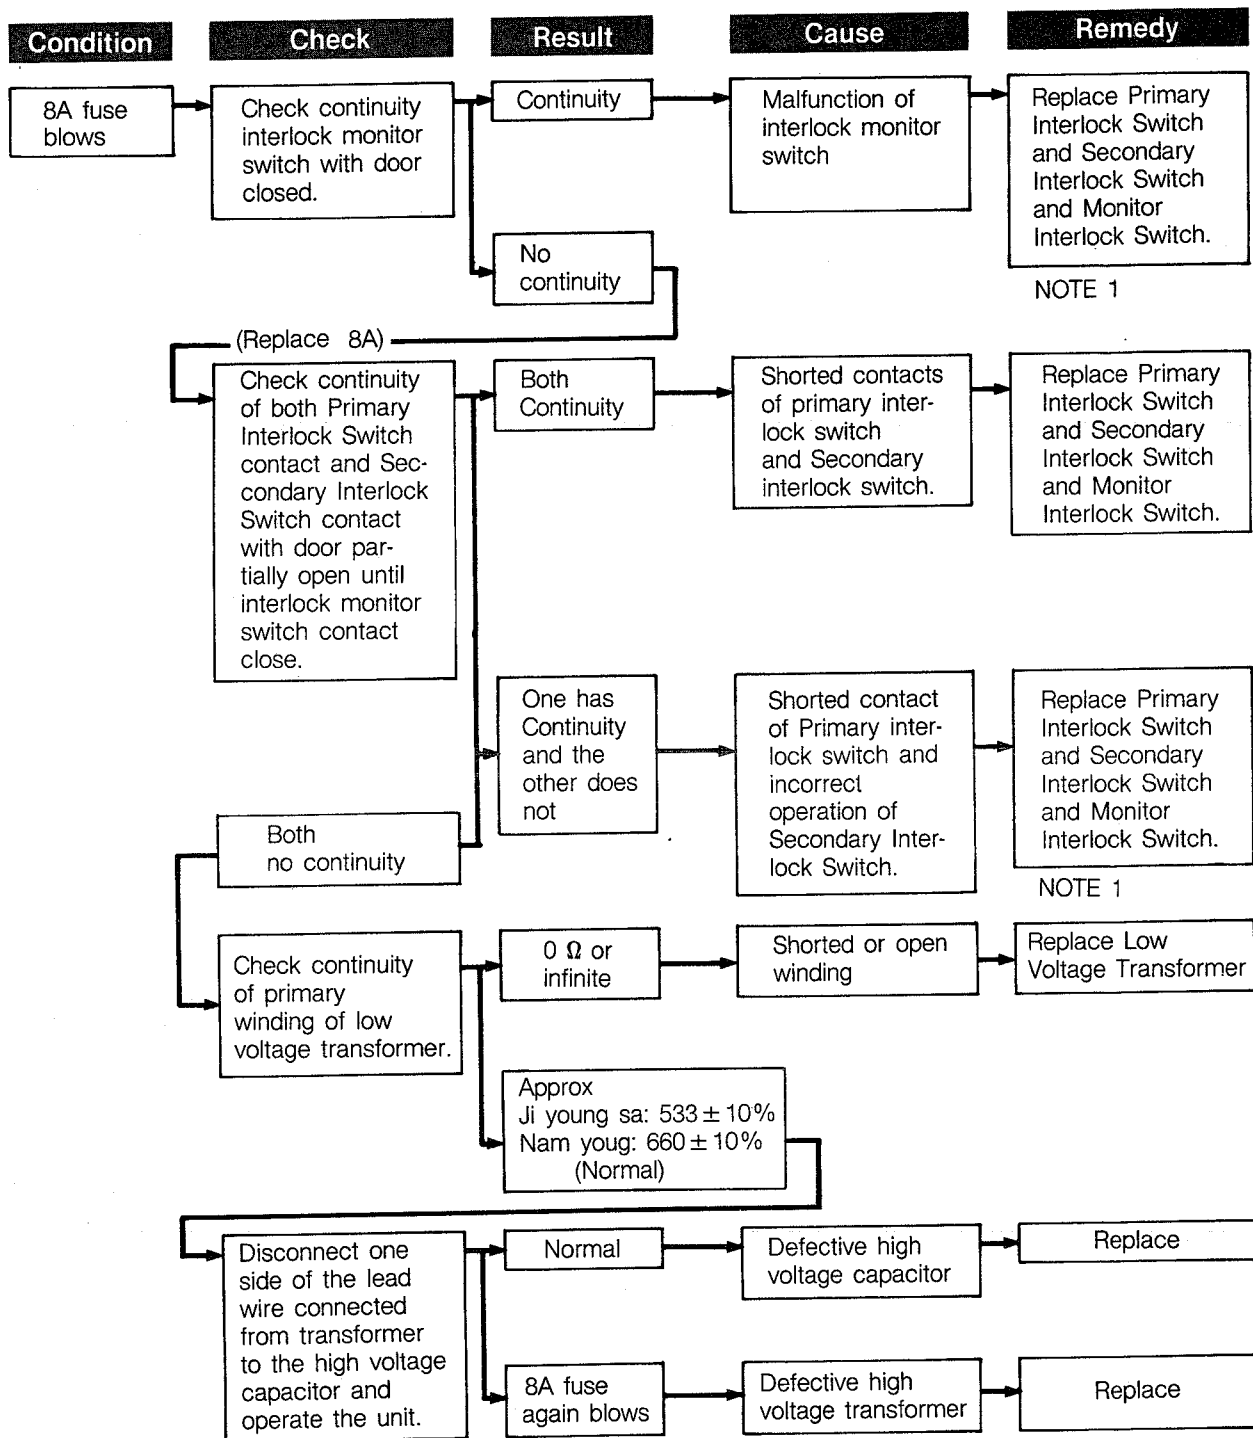 Condition
Check
Result
Cause
Remedy
8A fuse
blows
Check continuity
interlock monitor
switch with door
closed.
Continuity
Malfunction of
interlock monitor
switch
Replace Primary
Interlock Switch
and Secondary
Interlock Switch
and Monitor
Interlock Switch.
NOTE 1
No
continuity
(Replace 8A)
Check continuity
of both Primary
Interlock Switch
contact and Sec-
condary Interlock
Switch contact
with door par-
tially open until
interlock monitor
switch contact
close.
Both
Continuity
Shorted contacts
of primary inter-
lock switch
and Secondary
interlock switch.
Replace Primary
Interlock Switch
and Secondary
Interlock Switch
and Monitor
Interlock Switch.
One has
Continuity
and the
other does
not
Shorted contact
of Primary inter-
lock switch and
incorrect
operation of
Secondary Inter-
lock Switch.
Replace Primary
Interlock Switch
and Secondary
Interlock Switch
and Monitor
Interlock Switch.
NOTE 1
Both
no continuity
Check continuity
of primary
winding of low
voltage transformer.
0 Ω or
infinite
Shorted or open
winding
Replace Low
Voltage Transformer
Approx
Ji young sa: 533±10%
Nam youg: 660±10%
(Normal)
Disconnect one
side of the lead
wire connected
from transformer
to the high voltage
capacitor and
operate the unit.
Normal
Defective high
voltage capacitor
Replace
8A fuse
again blows
Defective high
voltage transformer
Replace